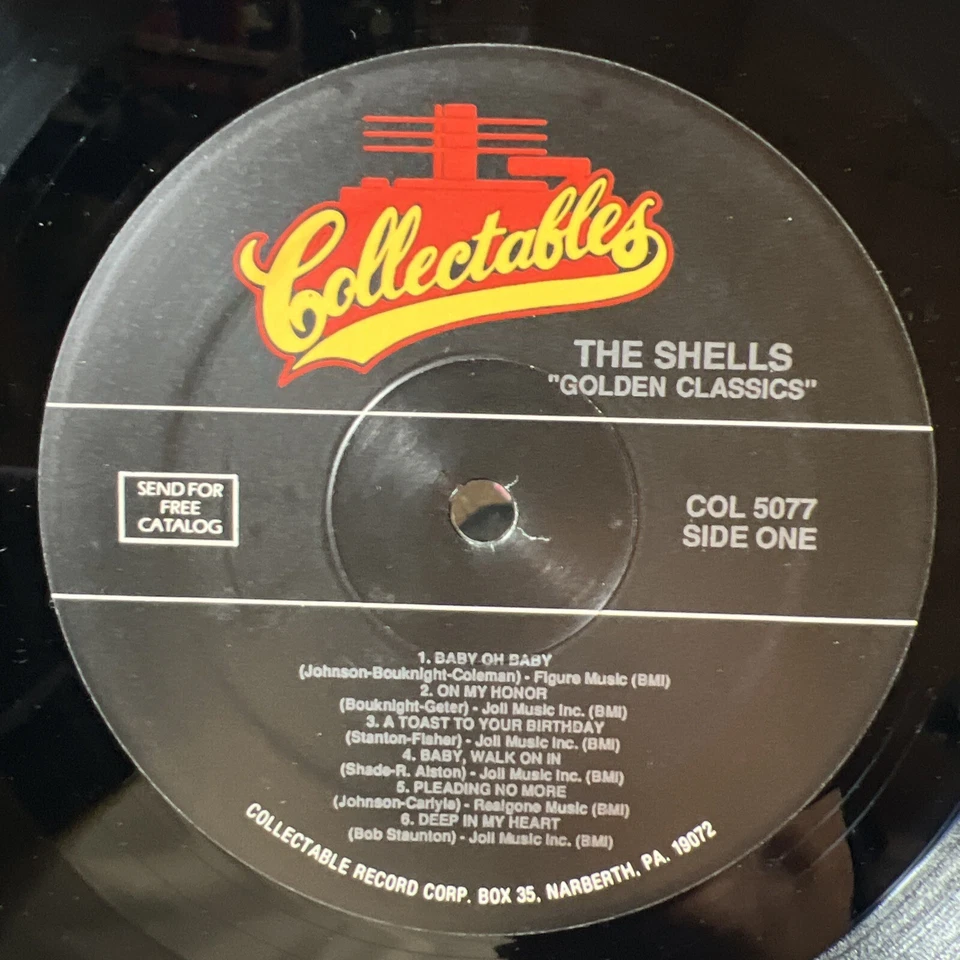 Collectables
THE SHELLS
"GOLDEN CLASSICS"
SEND FOR
FREE
CATALOG
COL 5077
SIDE ONE
1. BABY OH BABY
(Johnson-Bouknight-Coleman) - Figure Music (BMI)
2. ON MY HONOR
(Bouknight-Geter) - Joli Music Inc. (BMI)
3. A TOAST TO YOUR BIRTHDAY
(Stanton-Fisher) - Joli Music Inc. (BMI)
4. BABY, WALK ON IN
(Shade-R. Alston) - Joli Music Inc. (BMI)
5. PLEADING NO MORE
(Johnson-Carlyle) - Realgone Music (BMI)
6. DEEP IN MY HEART
(Bob Staunton) - Joli Music Inc. (BMI)
COLLECTABLE RECORD CORP. BOX 35, NARBERTH, PA. 19072